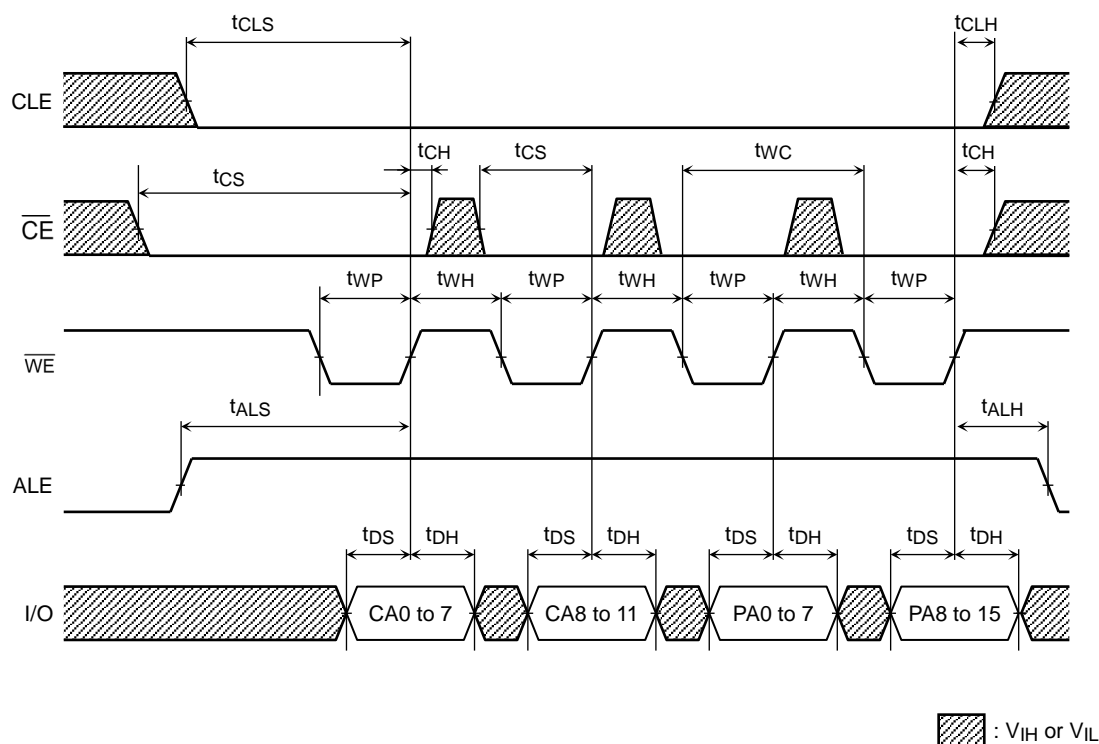 tCLS tCLH
CLE
tCH tCS tWC tCH
tCS
CE
tWP tWH tWP tWH tWP tWH tWP
WE
tALS tALH
ALE
tDS tDH tDS tDH tDS tDH tDS tDH
I/O CA0 to 7 CA8 to 11 PA0 to 7 PA8 to 15
: VIH or VIL